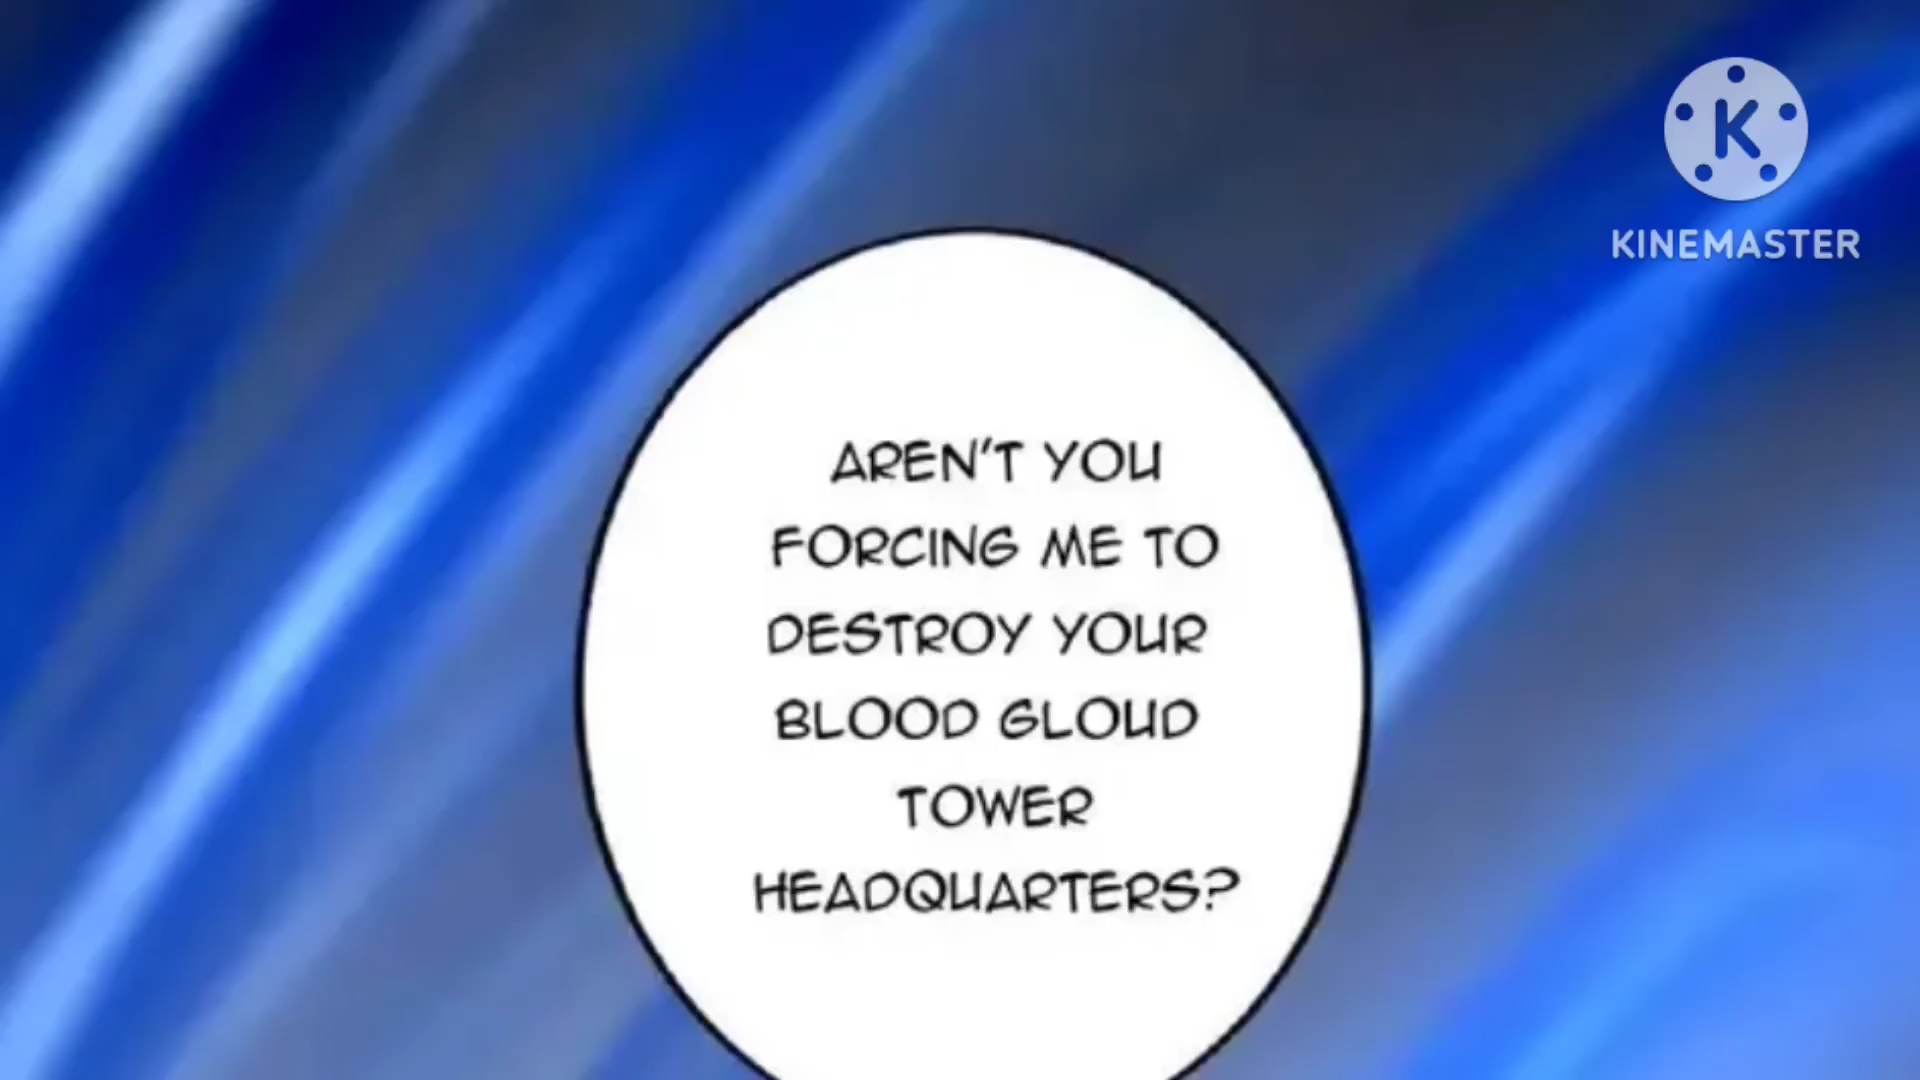 K
KINEMASTER
AREN'T YOU
FORCING ME TO
DESTROY YOUR
BLOOD GLOUD
TOWER
HEADQUARTERS?